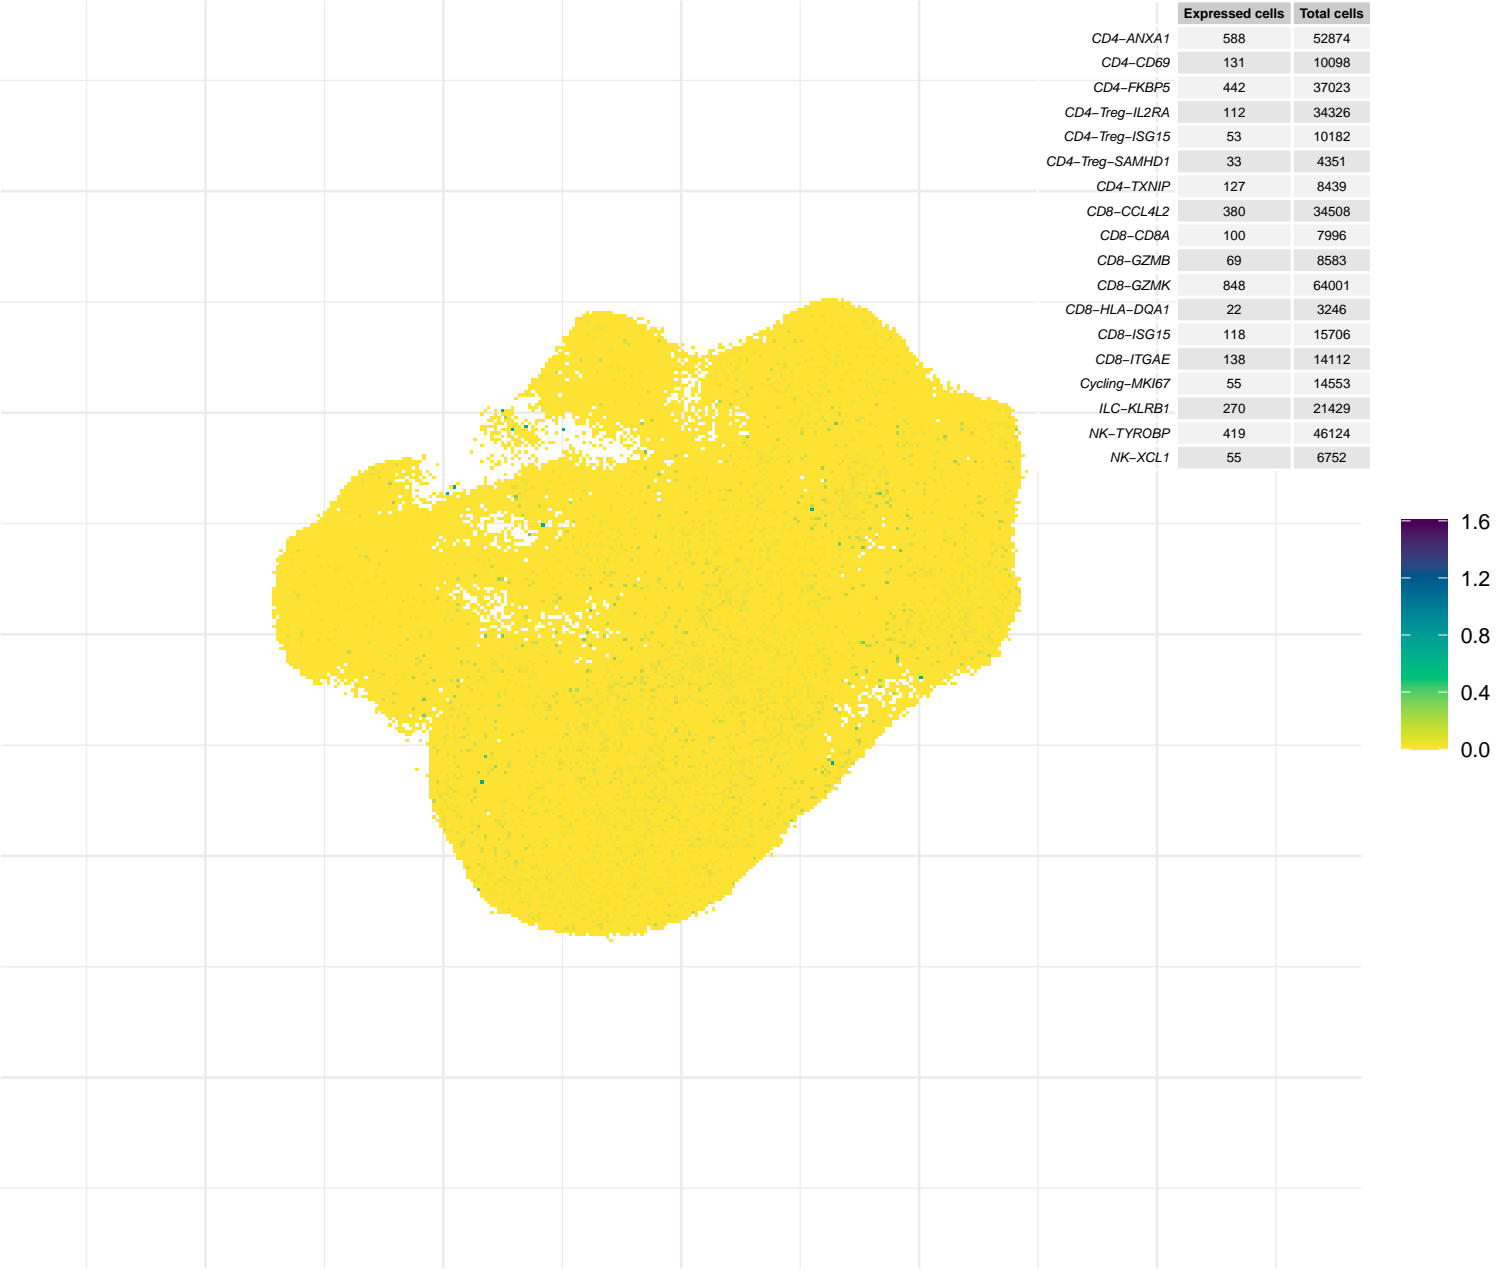 Expressed cells Total cells
CD4−ANXA1 588 52874
CD4−CD69 131 10098
CD4−FKBP5 442 37023
CD4−Treg−IL2RA 112 34326
CD4−Treg−ISG15 53 10182
CD4−Treg−SAMHD1 33 4351
CD4−TXNIP 127 8439
CD8−CCL4L2 380 34508
CD8−CD8A 100 7996
CD8−GZMB 69 8583
CD8−GZMK 848 64001
CD8−HLA−DQA1 22 3246
CD8−ISG15 118 15706
CD8−ITGAE 138 14112
Cycling−MKI67 55 14553
ILC−KLRB1 270 21429
NK−TYROBP 419 46124
NK−XCL1 55 6752
1.6
1.2
0.8
0.4
0.0